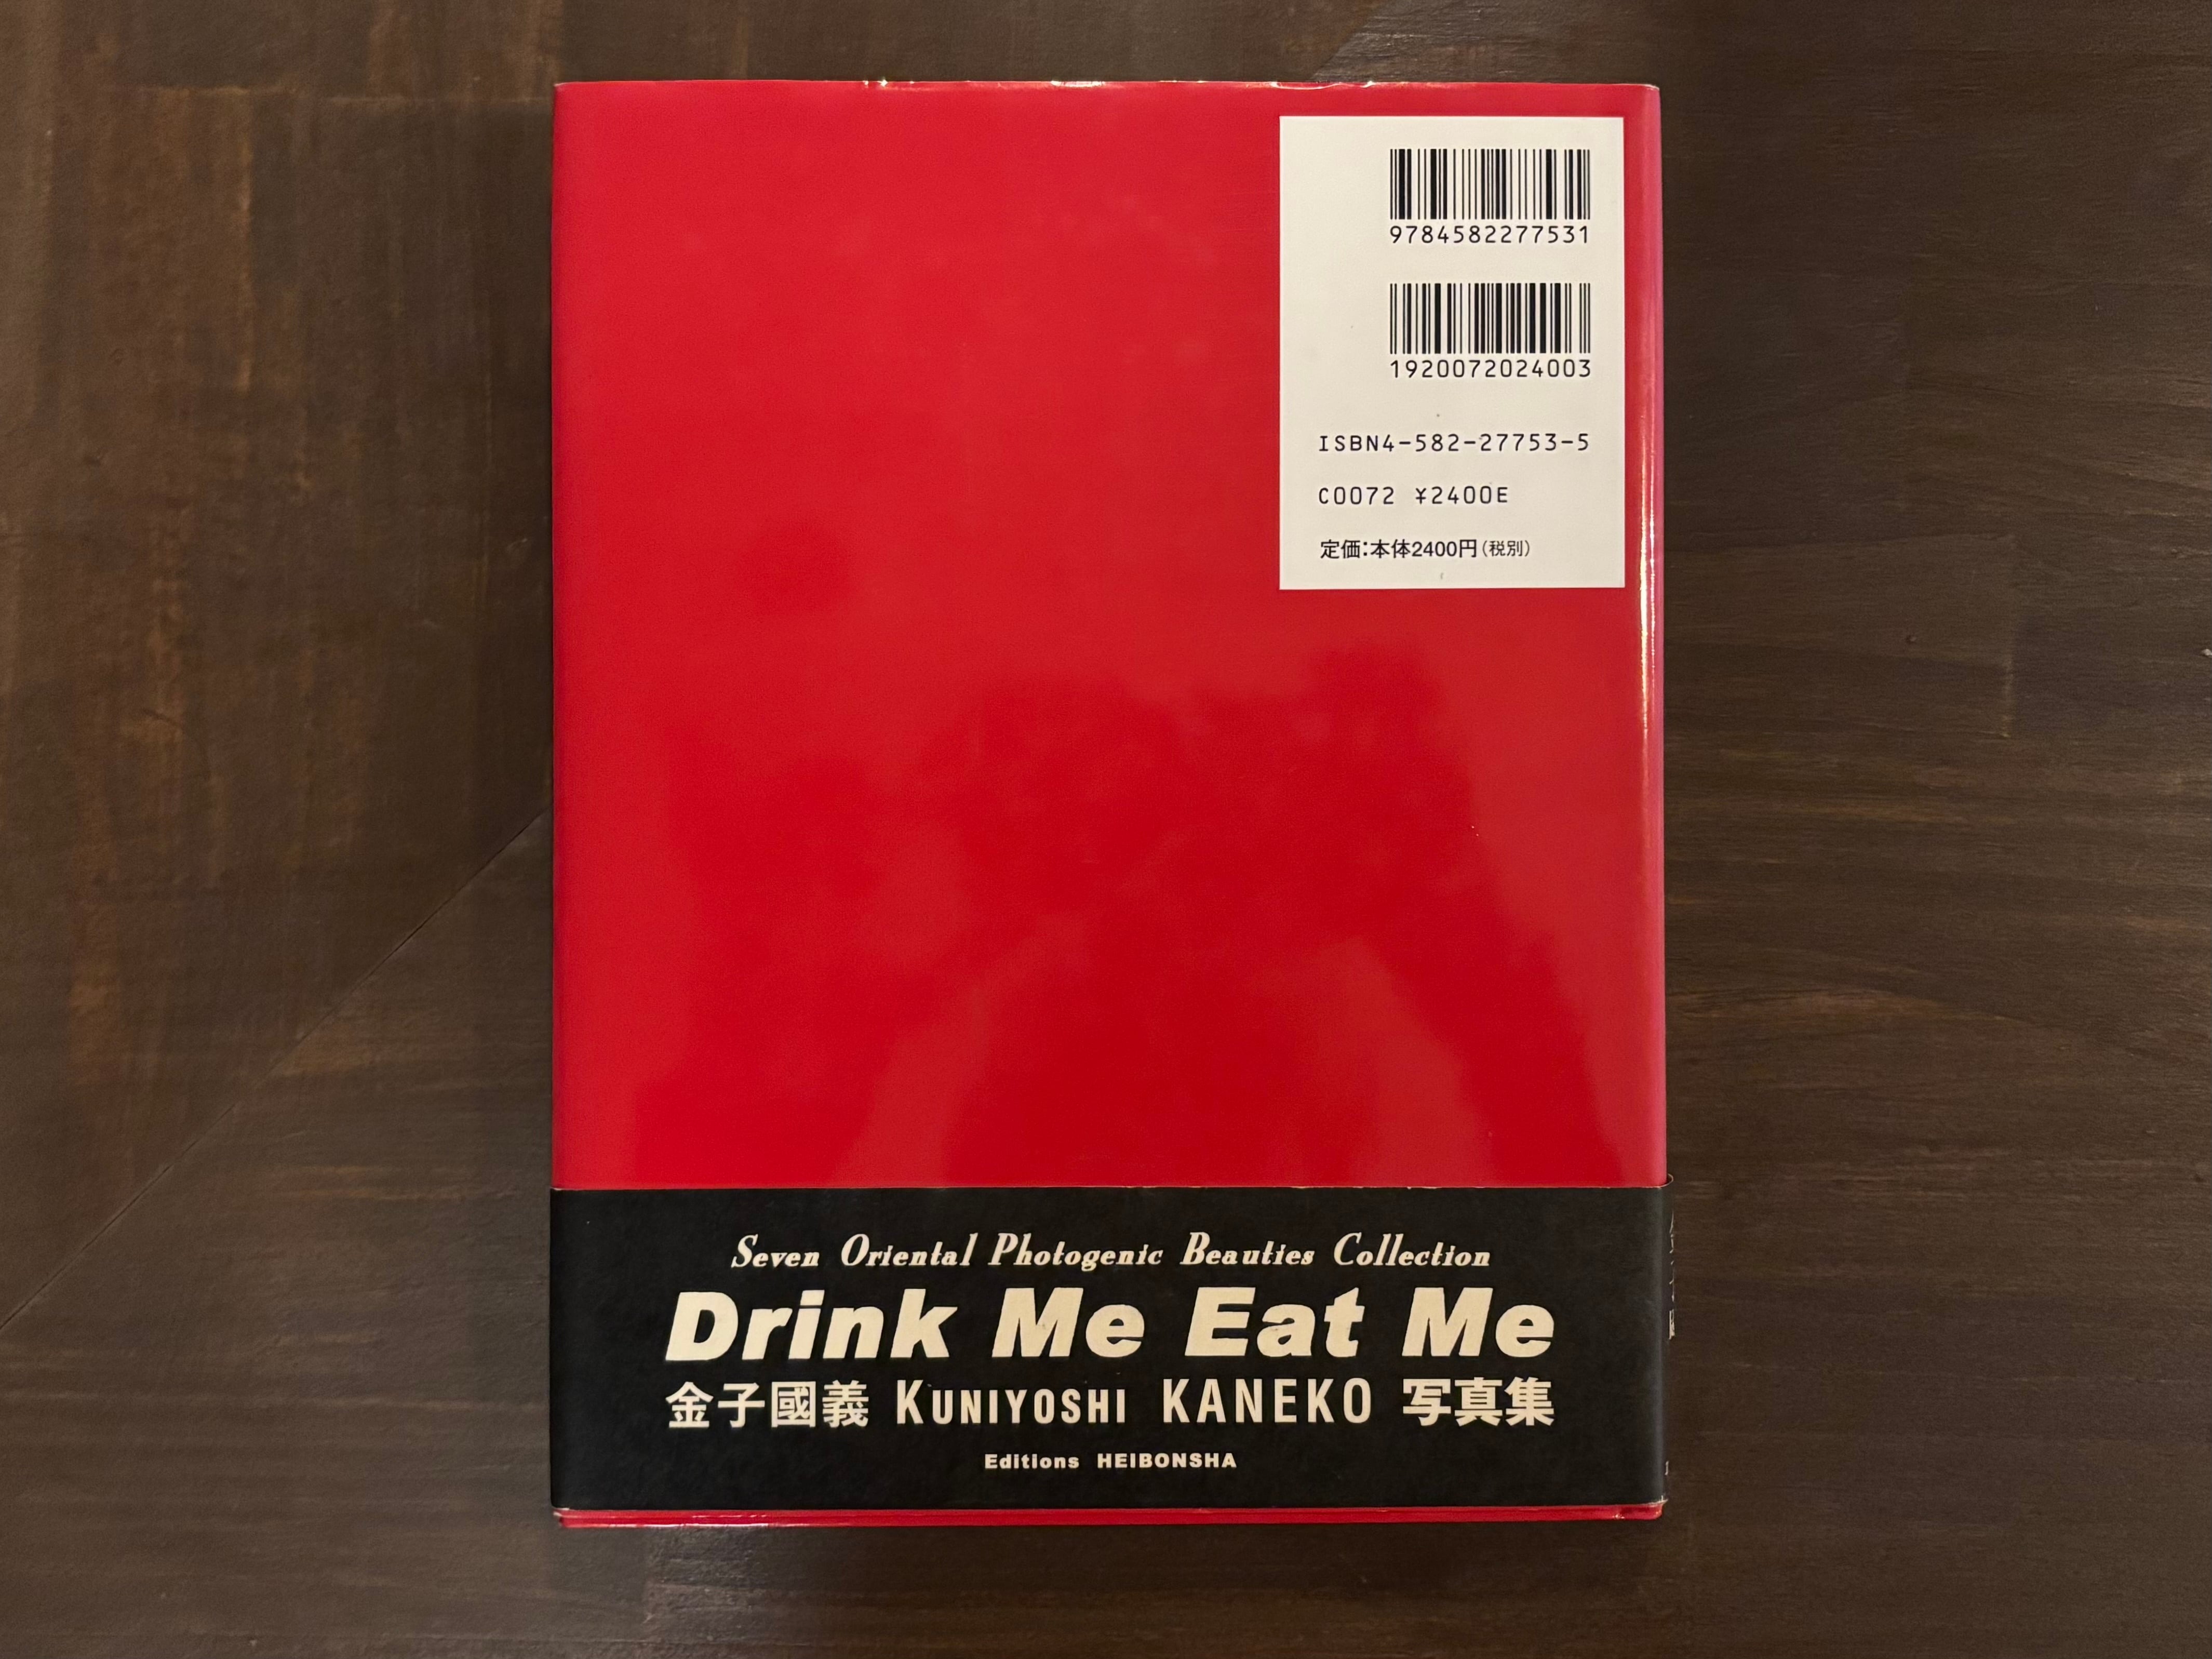 9784582277531
1920072024003
ISBN4-582-27753-5
C0072 ¥2400E
定価:本体2400円(税別)
Seven Oriental Photogenic Beauties Collection
Drink Me Eat Me
金子國義 KUNIYOSHI KANEKO 写真集
Editions HEIBONSHA